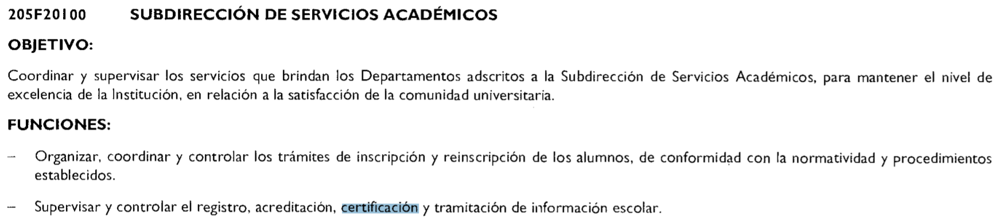 205F20100 SUBDIRECCIÓN DE SERVICIOS ACADÉMICOS
OBJETIVO:
Coordinar y supervisar los servicios que brindan los Departamentos adscritos a la Subdirección de Servicios Académicos, para mantener el nivel de
excelencia de la Institución, en relación a la satisfacción de la comunidad universitaria.
FUNCIONES:
– Organizar, coordinar y controlar los trámites de inscripción y reinscripción de los alumnos, de conformidad con la normatividad y procedimientos
establecidos.
– Supervisar y controlar el registro, acreditación, certificación y tramitación de información escolar.